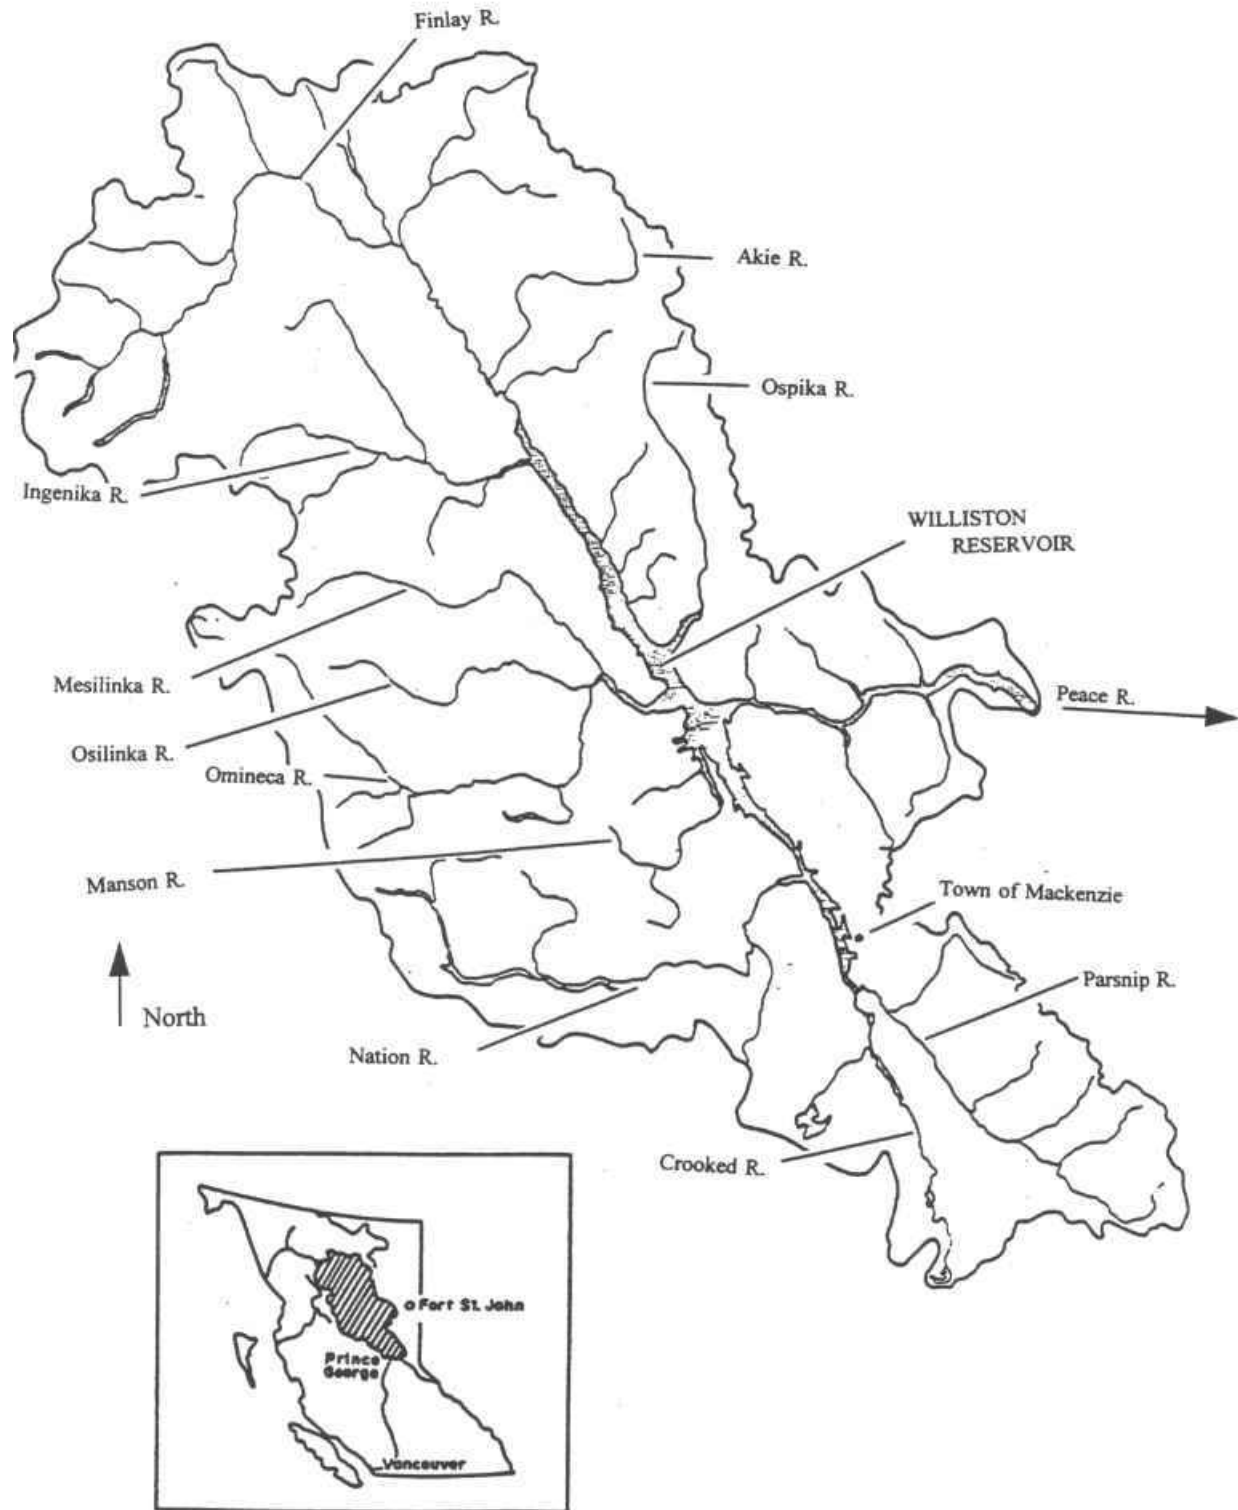 Finlay R.
Akie R.
Ospika R.
Ingenika R.
WILLISTON
RESERVOIR
Mesilinka R.
Peace R.
Osilinka R.
Omineca R.
Manson R.
Town of Mackenzie
Parsnip R.
North
Nation R.
Crooked R.
Fort St. John
Prince
George
Vancouver